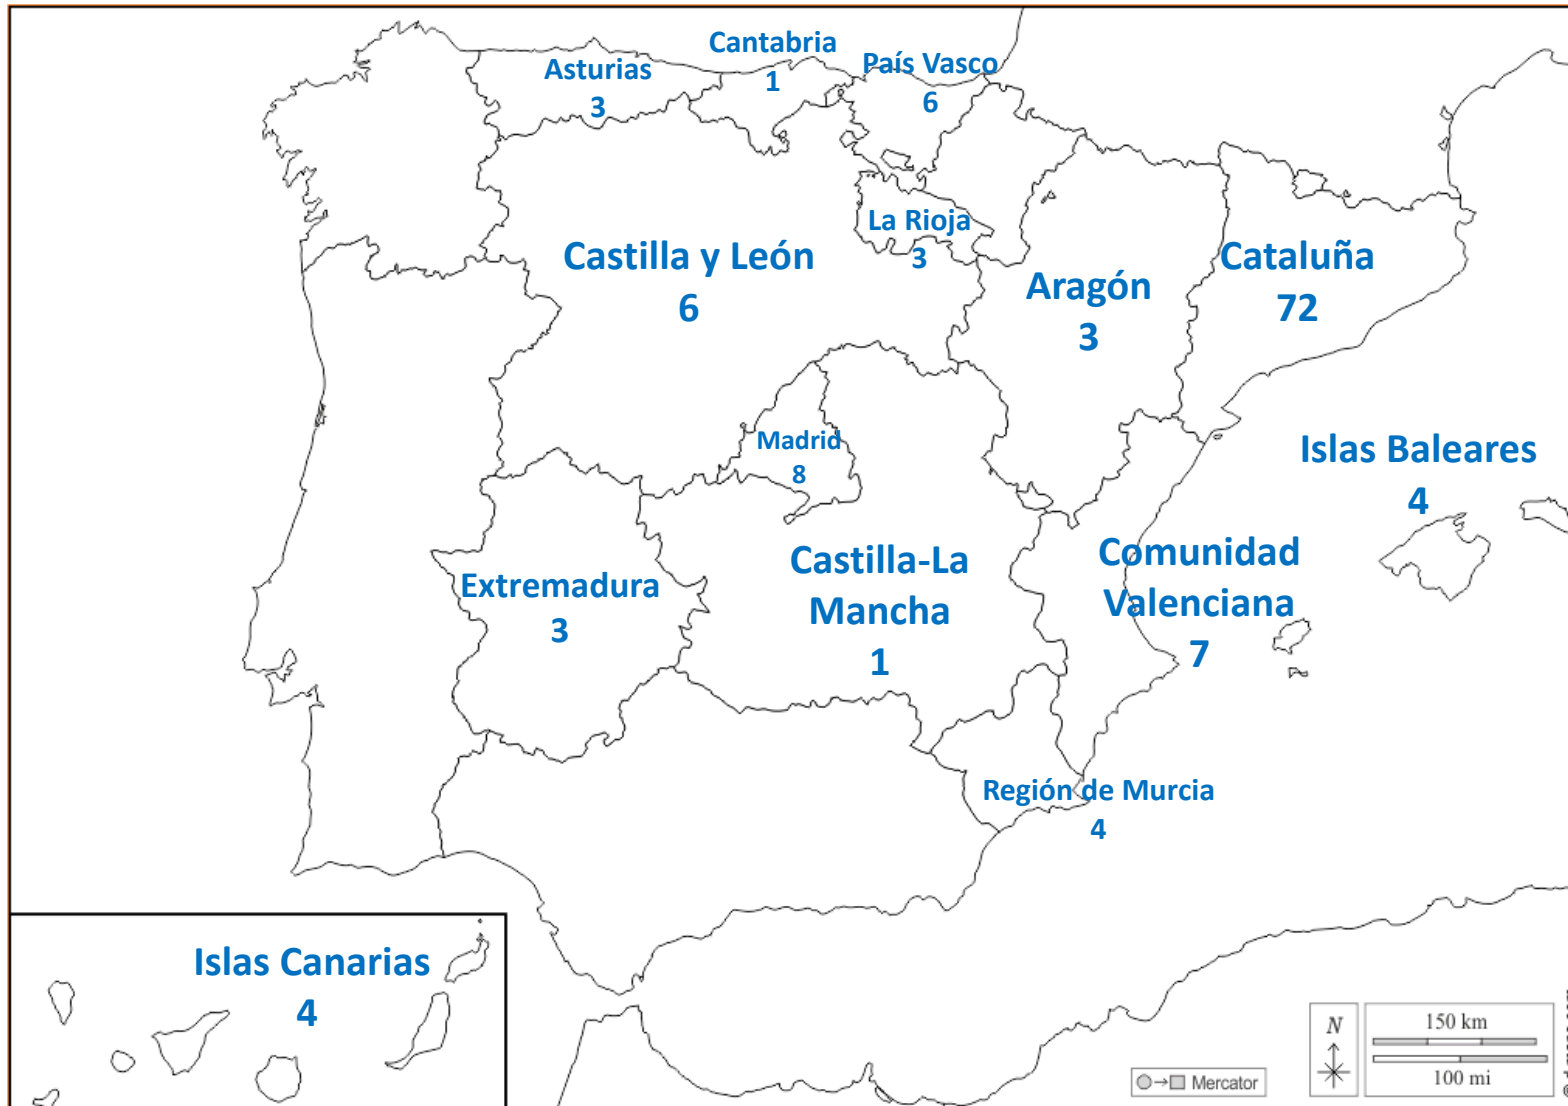 Cantabria
1
Asturias
3
País Vasco
6
La Rioja
3
Castilla y León
6
Aragón
3
Cataluña
72
Madrid
8
Islas Baleares
4
Extremadura
3
Castilla-La
Mancha
1
Comunidad
Valenciana
7
Región de Murcia
4
Islas Canarias
4
Mercator
N
150 km
100 mi